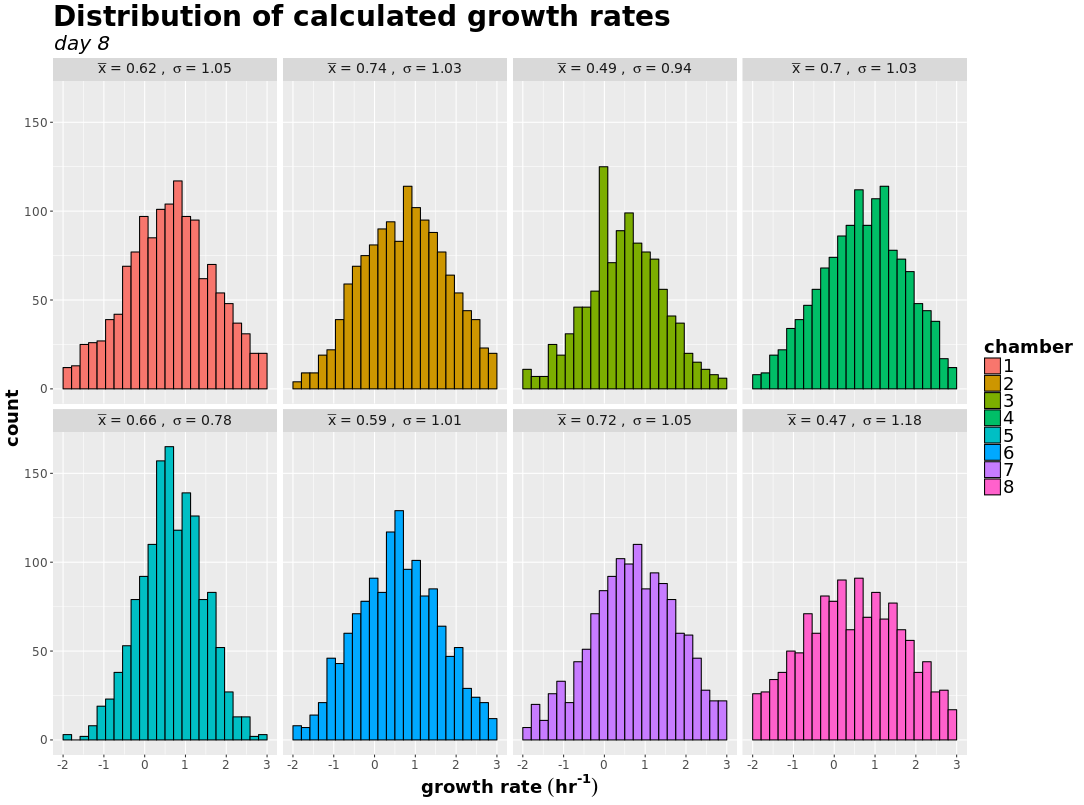 Distribution of calculated growth rates
day 8
x̅ = 0.62 , σ = 1.05
x̅ = 0.74 , σ = 1.03
x̅ = 0.49 , σ = 0.94
x̅ = 0.7 , σ = 1.03
150
100
50
0
x̅ = 0.66 , σ = 0.78
x̅ = 0.59 , σ = 1.01
x̅ = 0.72 , σ = 1.05
x̅ = 0.47 , σ = 1.18
150
100
50
0
-2 -1 0 1 2 3
-2 -1 0 1 2 3
-2 -1 0 1 2 3
-2 -1 0 1 2 3
count
growth rate (hr⁻¹)
chamber
1
2
3
4
5
6
7
8